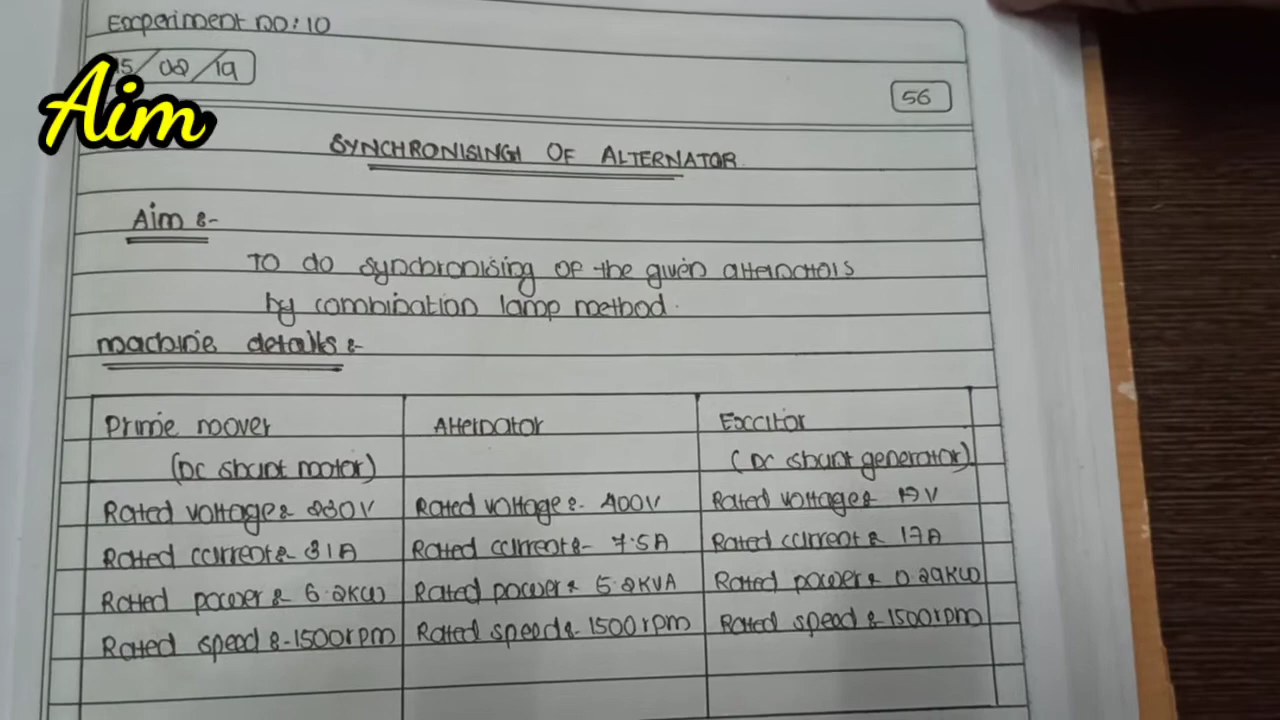 Experiment no: 10
15/02/19
Aim
56
SYNCHRONISING OF ALTERNATOR
Aim :-
To do synchronising of the given alternators
by combination lamp method.
machine details :-
Prime mover
Alternator
Excitor
(DC shunt motor)
(DC shunt generator)
Rated voltage :- 230V
Rated voltage :- 400V
Rated voltage :- 17V
Rated current :- 31A
Rated current :- 7.5A
Rated current :- 17A
Rated power :- 6.2KW
Rated power :- 5.2KVA
Rated power :- 0.29KW
Rated speed :- 1500rpm
Rated speed :- 1500rpm
Rated speed :- 1500rpm